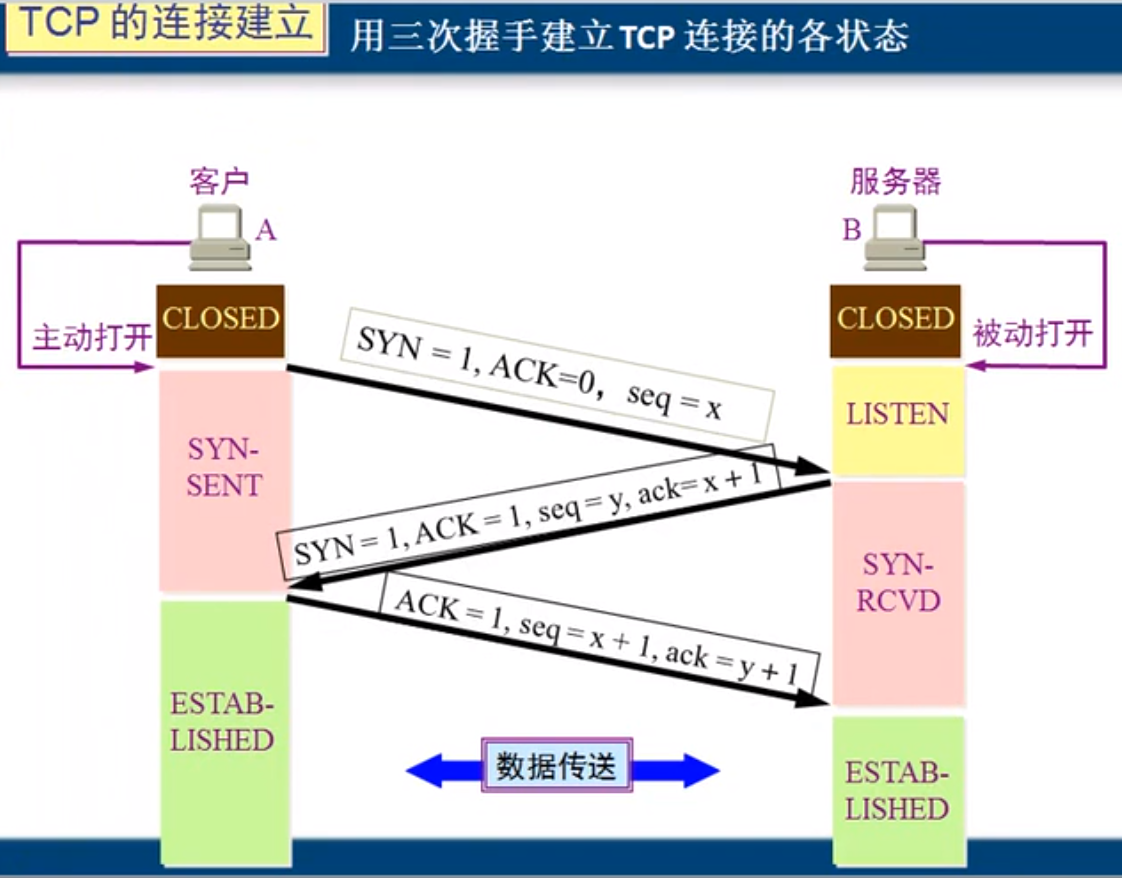 TCP 的连接建立
用三次握手建立TCP 连接的各状态
客户
服务器
A
B
CLOSED
CLOSED
主动打开
被动打开
SYN = 1, ACK=0， seq = x
LISTEN
SYN-
SENT
SYN = 1, ACK = 1, seq = y, ack= x + 1
SYN-
RCVD
ACK = 1, seq = x + 1, ack = y + 1
ESTAB-
LISHED
数据传送
ESTAB-
LISHED